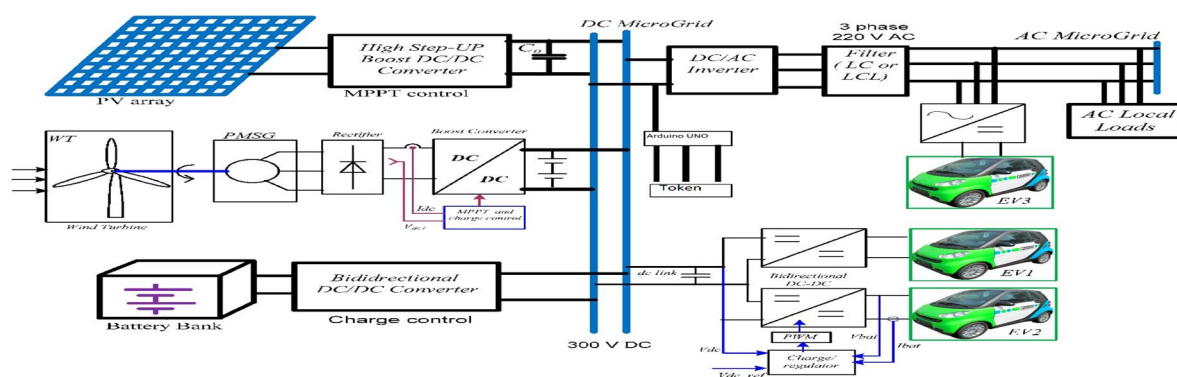 DC MicroGrid
3 phase
220 V AC
AC MicroGrid
High Step-UP
Boost DC/DC
Converter
Co
DC/AC
Inverter
Filter
( LC or
LCL)
PV array
MPPT control
AC Local
Loads
WT
PMSG
Rectifier
Boost Converter
DC
DC
Arduino UNO
Token
Idc
Vdc1
MPPT and
charge control
Wind Turbine
EV3
Bididrectional
DC/DC Converter
dc link
Bidirectional
DC-DC
EV1
Battery Bank
Charge control
300 V DC
EV2
PWM
Vbat
Ibat
Vdc
Charge/
regulator
Vdc ref